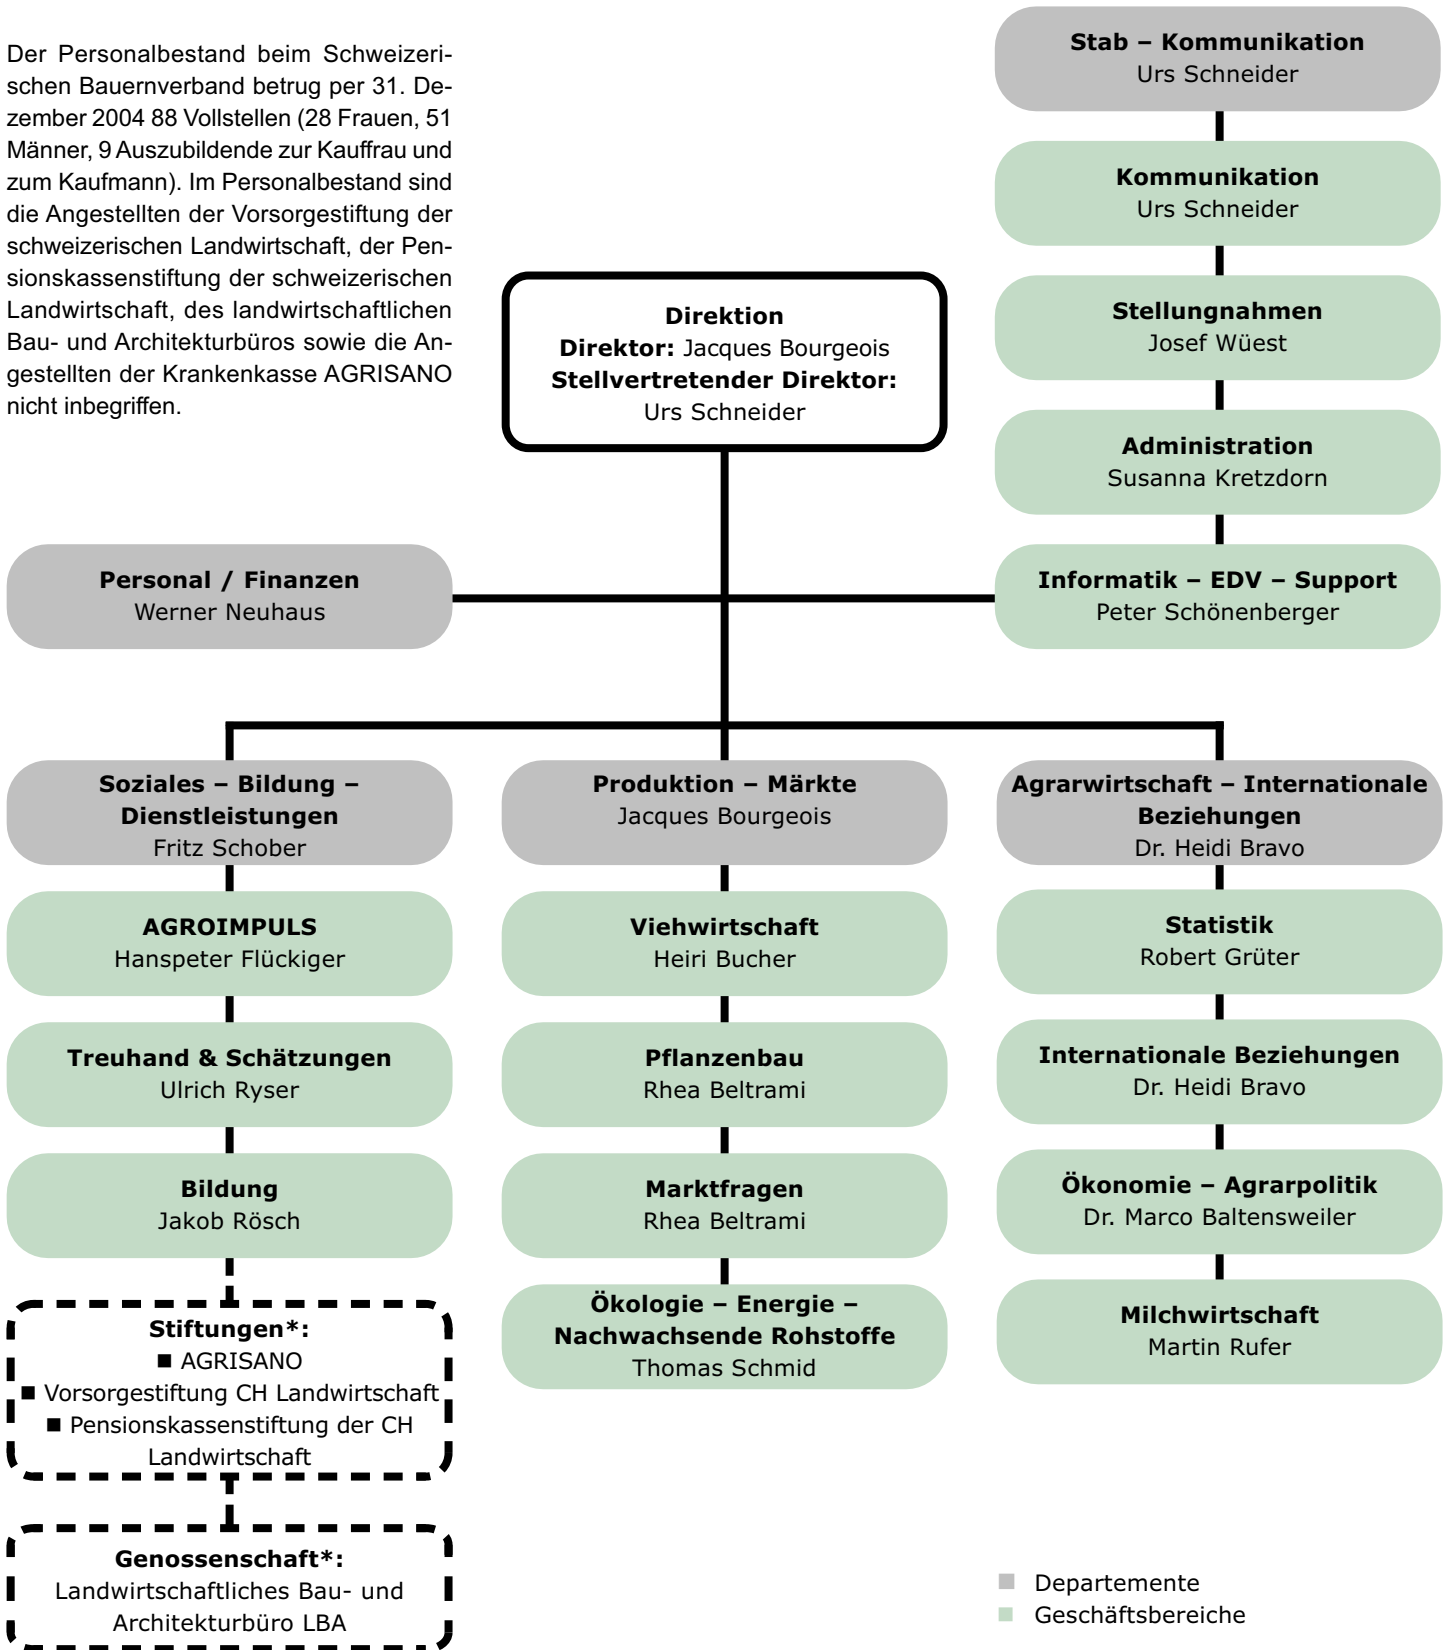 Der Personalbestand beim Schweizeri-
schen Bauernverband betrug per 31. De-
zember 2004 88 Vollstellen (28 Frauen, 51
Männer, 9 Auszubildende zur Kauffrau und
zum Kaufmann). Im Personalbestand sind
die Angestellten der Vorsorgestiftung der
schweizerischen Landwirtschaft, der Pen-
sionskassenstiftung der schweizerischen
Landwirtschaft, des landwirtschaftlichen
Bau- und Architekturbüros sowie die An-
gestellten der Krankenkasse AGRISANO
nicht inbegriffen.
Stab – Kommunikation
Urs Schneider
Kommunikation
Urs Schneider
Stellungnahmen
Josef Wüest
Administration
Susanna Kretzdorn
Informatik – EDV – Support
Peter Schönenberger
Direktion
Direktor: Jacques Bourgeois
Stellvertretender Direktor:
Urs Schneider
Personal / Finanzen
Werner Neuhaus
Soziales – Bildung –
Dienstleistungen
Fritz Schober
AGROIMPULS
Hanspeter Flückiger
Treuhand & Schätzungen
Ulrich Ryser
Bildung
Jakob Rösch
Stiftungen*:
■ AGRISANO
■ Vorsorgestiftung CH Landwirtschaft
■ Pensionskassenstiftung der CH
Landwirtschaft
Genossenschaft*:
Landwirtschaftliches Bau- und
Architekturbüro LBA
Produktion – Märkte
Jacques Bourgeois
Viehwirtschaft
Heiri Bucher
Pflanzenbau
Rhea Beltrami
Marktfragen
Rhea Beltrami
Ökologie – Energie –
Nachwachsende Rohstoffe
Thomas Schmid
Agrarwirtschaft – Internationale
Beziehungen
Dr. Heidi Bravo
Statistik
Robert Grüter
Internationale Beziehungen
Dr. Heidi Bravo
Ökonomie – Agrarpolitik
Dr. Marco Baltensweiler
Milchwirtschaft
Martin Rufer
Departemente
Geschäftsbereiche